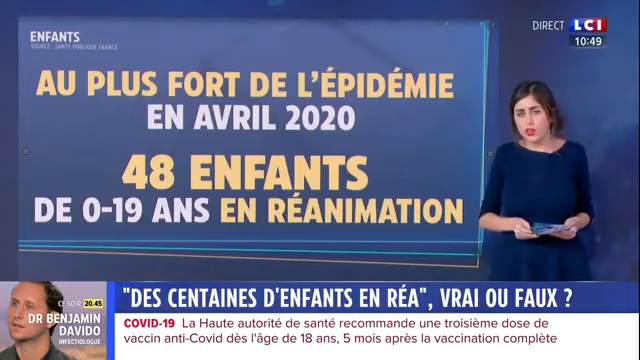 ENFANTS
SOURCE : SANTÉ PUBLIQUE FRANCE
DIRECT LCI
10:49
AU PLUS FORT DE L'ÉPIDÉMIE
EN AVRIL 2020
48 ENFANTS
DE 0-19 ANS EN RÉANIMATION
CE SOIR 20.45
DR BENJAMIN
DAVIDO
INFECTIOLOGUE
"DES CENTAINES D'ENFANTS EN RÉA", VRAI OU FAUX ?
COVID-19 La Haute autorité de santé recommande une troisième dose de
vaccin anti-Covid dès l'âge de 18 ans, 5 mois après la vaccination complète